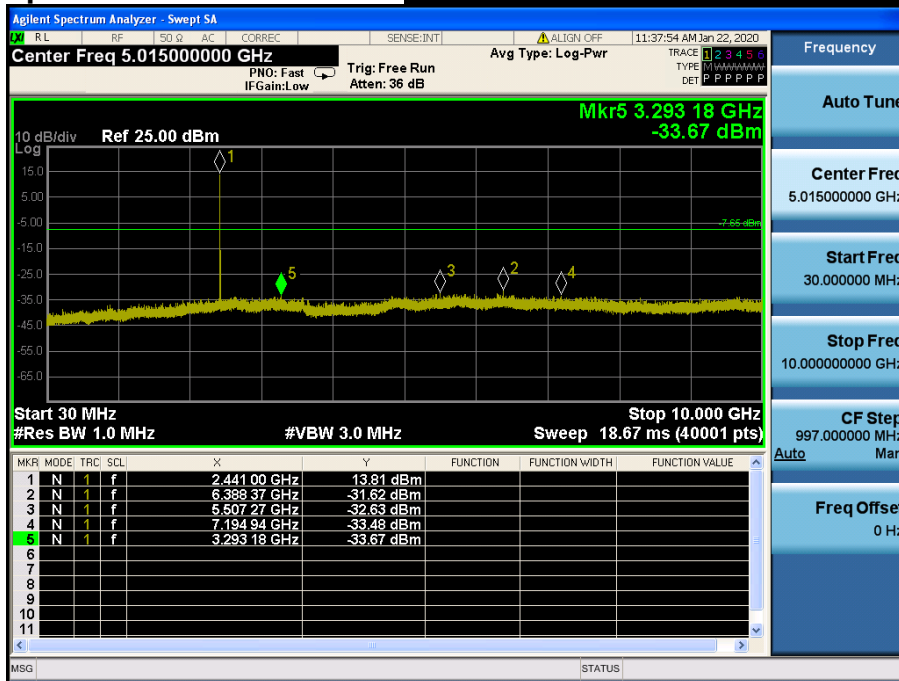 Agilent Spectrum Analyzer - Swept SA
LXI RL RF 50 Ω AC CORREC SENSE:INT ALIGN OFF 11:37:54 AM Jan 22, 2020
Center Freq 5.015000000 GHz
PNO: Fast
IFGain:Low
Trig: Free Run
Atten: 36 dB
Avg Type: Log-Pwr
TRACE 1 2 3 4 5 6
TYPE M WWWWW
DET P P P P P P
Mkr5 3.293 18 GHz
-33.67 dBm
10 dB/div Ref 25.00 dBm
Log
15.0
5.00
-5.00
-15.0
-25.0
-35.0
-45.0
-55.0
-65.0
-7.65 dBm
1
5
3
2
4
Start 30 MHz Stop 10.000 GHz
#Res BW 1.0 MHz #VBW 3.0 MHz Sweep 18.67 ms (40001 pts)
MKR MODE TRC SCL X Y FUNCTION FUNCTION WIDTH FUNCTION VALUE
1 N 1 f 2.441 00 GHz 13.81 dBm
2 N 1 f 6.388 37 GHz -31.62 dBm
3 N 1 f 5.507 27 GHz -32.63 dBm
4 N 1 f 7.194 94 GHz -33.48 dBm
5 N 1 f 3.293 18 GHz -33.67 dBm
6
7
8
9
10
11
MSG STATUS
Frequency
Auto Tune
Center Freq
5.015000000 GHz
Start Freq
30.000000 MHz
Stop Freq
10.000000000 GHz
CF Step
997.000000 MHz
Auto Man
Freq Offset
0 Hz